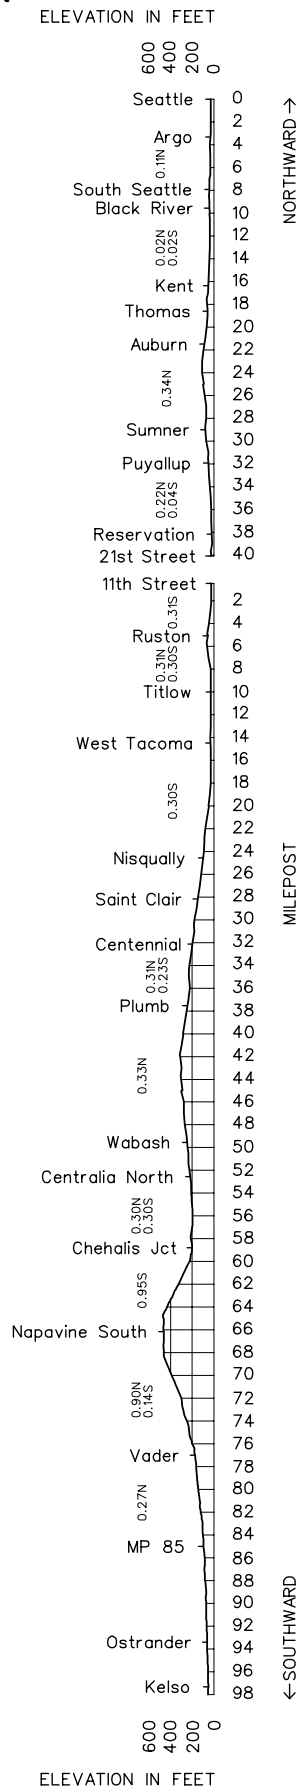 ELEVATION IN FEET
600 400 200 0
Seattle 0
2
Argo 4
0.11N
6
South Seattle 8
Black River 10
0.02N 0.02S
12
14
Kent 16
Thomas 18
20
Auburn 22
24
0.34N
26
28
Sumner 30
Puyallup 32
34
0.22N 0.04S
36
Reservation 38
21st Street 40
NORTHWARD →
11th Street
2
0.31S
4
Ruston 6
0.31N 0.30S
8
Titlow 10
12
West Tacoma 14
16
18
0.30S
20
22
Nisqually 24
26
Saint Clair 28
30
Centennial 32
34
0.31N 0.23S
36
Plumb 38
40
42
0.33N
44
46
48
Wabash 50
52
Centralia North 54
0.30N 0.30S
56
Chehalis Jct 58
60
0.95S
62
64
Napavine South 66
68
70
0.90N 0.14S
72
74
76
Vader 78
0.27N
80
82
84
MP 85 86
88
90
92
Ostrander 94
96
Kelso 98
MILEPOST
← SOUTHWARD
600 400 200 0
ELEVATION IN FEET